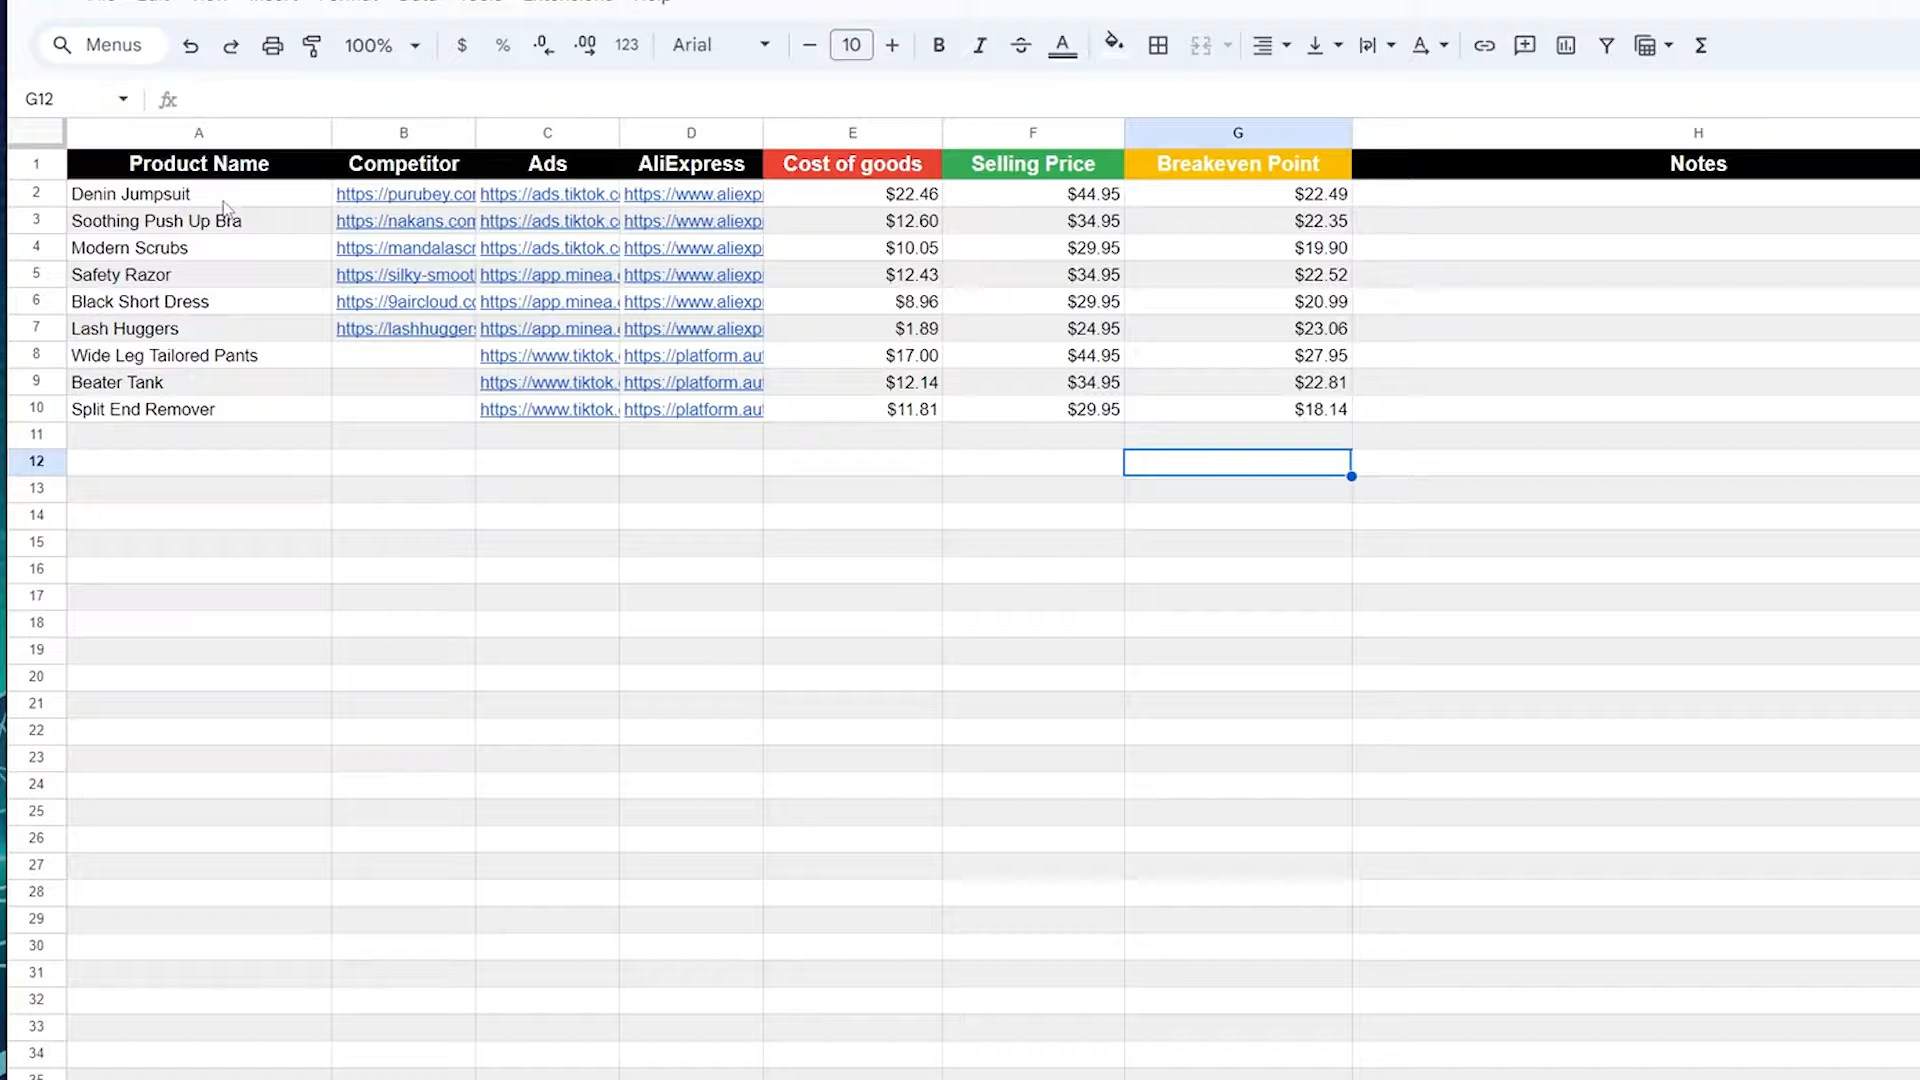 Menus 100% $ % .0 .00 123 Arial 10 B I A A Σ
G12 fx
A B C D E F G H
1 Product Name Competitor Ads AliExpress Cost of goods Selling Price Breakeven Point Notes
2 Denin Jumpsuit https://purubey.co https://ads.tiktok.c https://www.aliexp $22.46 $44.95 $22.49
3 Soothing Push Up Bra https://nakans.com https://ads.tiktok.c https://www.aliexp $12.60 $34.95 $22.35
4 Modern Scrubs https://mandalascr https://ads.tiktok.c https://www.aliexp $10.05 $29.95 $19.90
5 Safety Razor https://silky-smoot https://app.minea. https://www.aliexp $12.43 $34.95 $22.52
6 Black Short Dress https://9aircloud.co https://app.minea. https://www.aliexp $8.96 $29.95 $20.99
7 Lash Huggers https://lashhugger https://app.minea. https://www.aliexp $1.89 $24.95 $23.06
8 Wide Leg Tailored Pants https://www.tiktok. https://platform.au $17.00 $44.95 $27.95
9 Beater Tank https://www.tiktok. https://platform.au $12.14 $34.95 $22.81
10 Split End Remover https://www.tiktok. https://platform.au $11.81 $29.95 $18.14
11
12
13
14
15
16
17
18
19
20
21
22
23
24
25
26
27
28
29
30
31
32
33
34